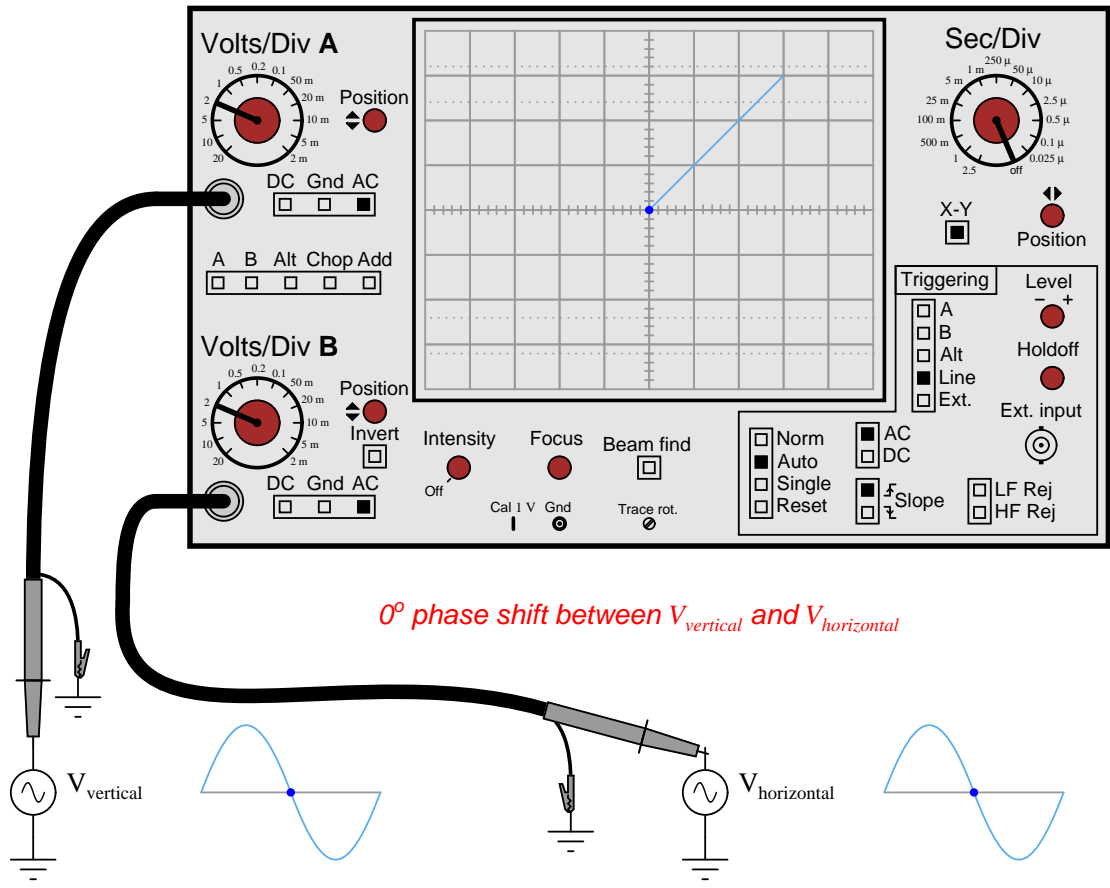 Volts/Div A
20 10 5 2 1 0.5 0.2 0.1 50 m 20 m 10 m 5 m 2 m
Position
DC Gnd AC
A B Alt Chop Add
Volts/Div B
20 10 5 2 1 0.5 0.2 0.1 50 m 20 m 10 m 5 m 2 m
Position
Invert
DC Gnd AC
Intensity
Off
Focus
Beam find
Cal 1 V Gnd
Trace rot.
Sec/Div
2.5 1 500 m 100 m 25 m 5 m 1 m 250 µ 50 µ 10 µ 2.5 µ 0.5 µ 0.1 µ 0.025 µ off
X-Y
Position
Triggering
A
B
Alt
Line
Ext.
Level
− +
Holdoff
Ext. input
Norm
Auto
Single
Reset
AC
DC
Slope
LF Rej
HF Rej
0o phase shift between Vvertical and Vhorizontal
Vvertical
Vhorizontal